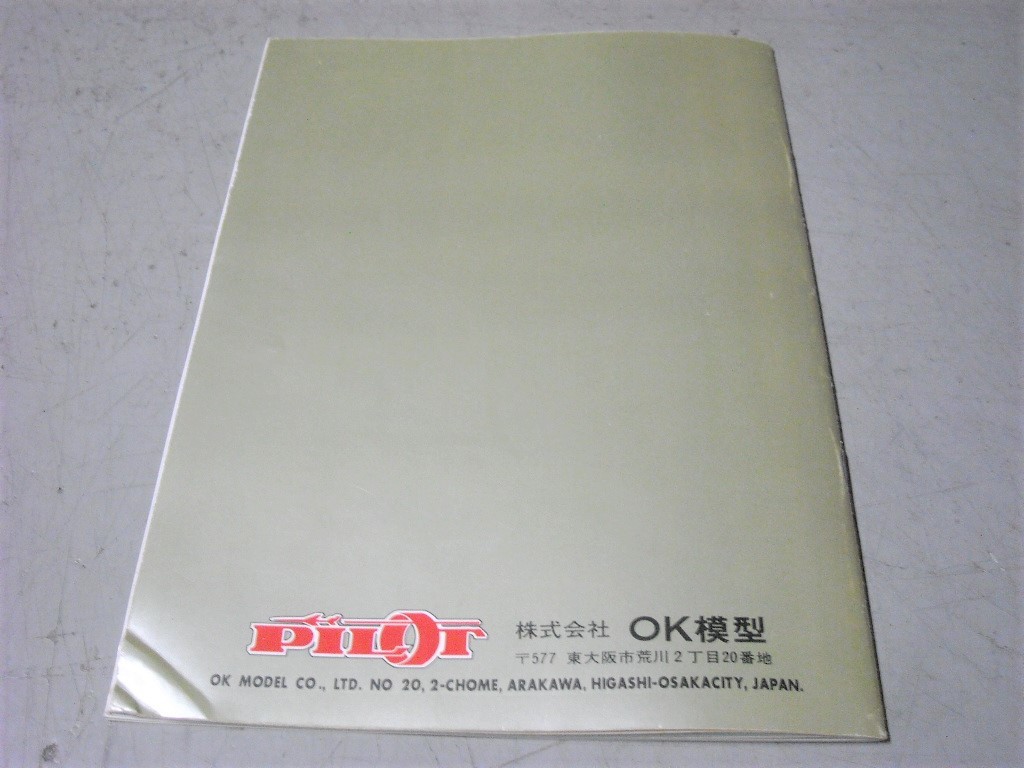 PILOT 株式会社 OK模型
〒577 東大阪市荒川2丁目20番地
OK MODEL CO., LTD. NO 20, 2-CHOME, ARAKAWA, HIGASHI-OSAKACITY, JAPAN.